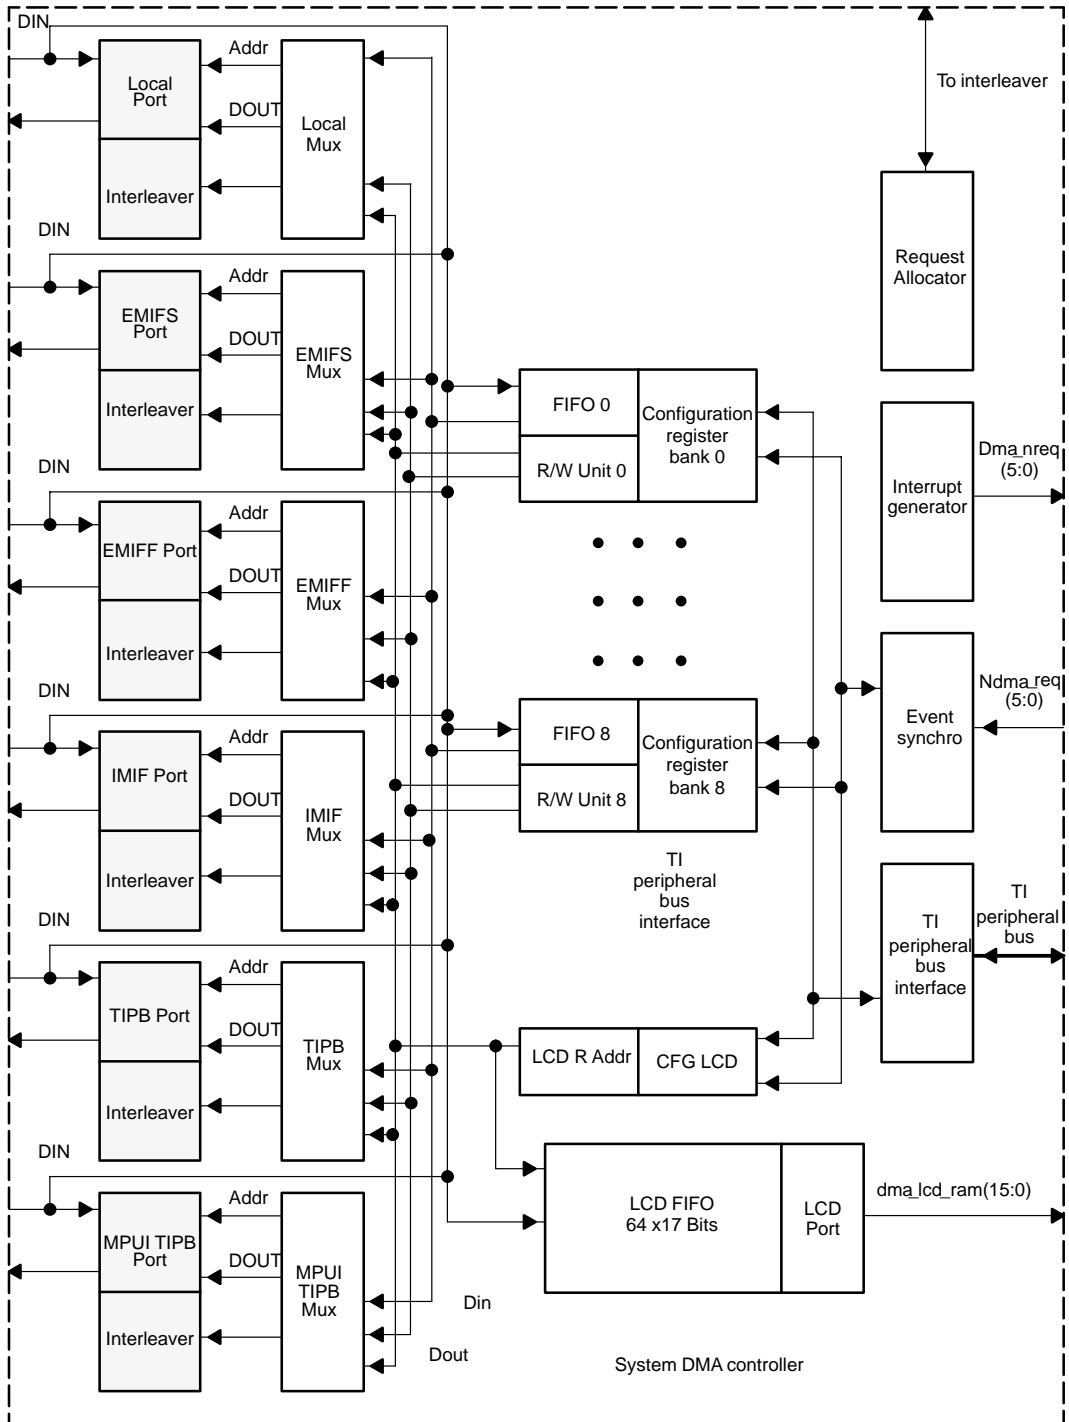 DIN
Addr
Local
Port
DOUT
Local
Mux
Interleaver
To interleaver
Request
Allocator
DIN
Addr
EMIFS
Port
DOUT
EMIFS
Mux
Interleaver
FIFO 0
R/W Unit 0
Configuration
register
bank 0
Dma_nreq
(5:0)
Interrupt
generator
DIN
Addr
EMIFF Port
DOUT
EMIFF
Mux
Interleaver
Ndma_req
(5:0)
Event
synchro
DIN
Addr
IMIF Port
DOUT
IMIF
Mux
Interleaver
FIFO 8
R/W Unit 8
Configuration
register
bank 8
TI
peripheral
bus
interface
TI
peripheral
bus
interface
TI
peripheral
bus
DIN
Addr
TIPB Port
DOUT
TIPB
Mux
Interleaver
LCD R Addr
CFG LCD
DIN
Addr
MPUI TIPB
Port
DOUT
MPUI
TIPB
Mux
Interleaver
LCD FIFO
64 x17 Bits
LCD
Port
dma_lcd_ram(15:0)
Din
Dout
System DMA controller